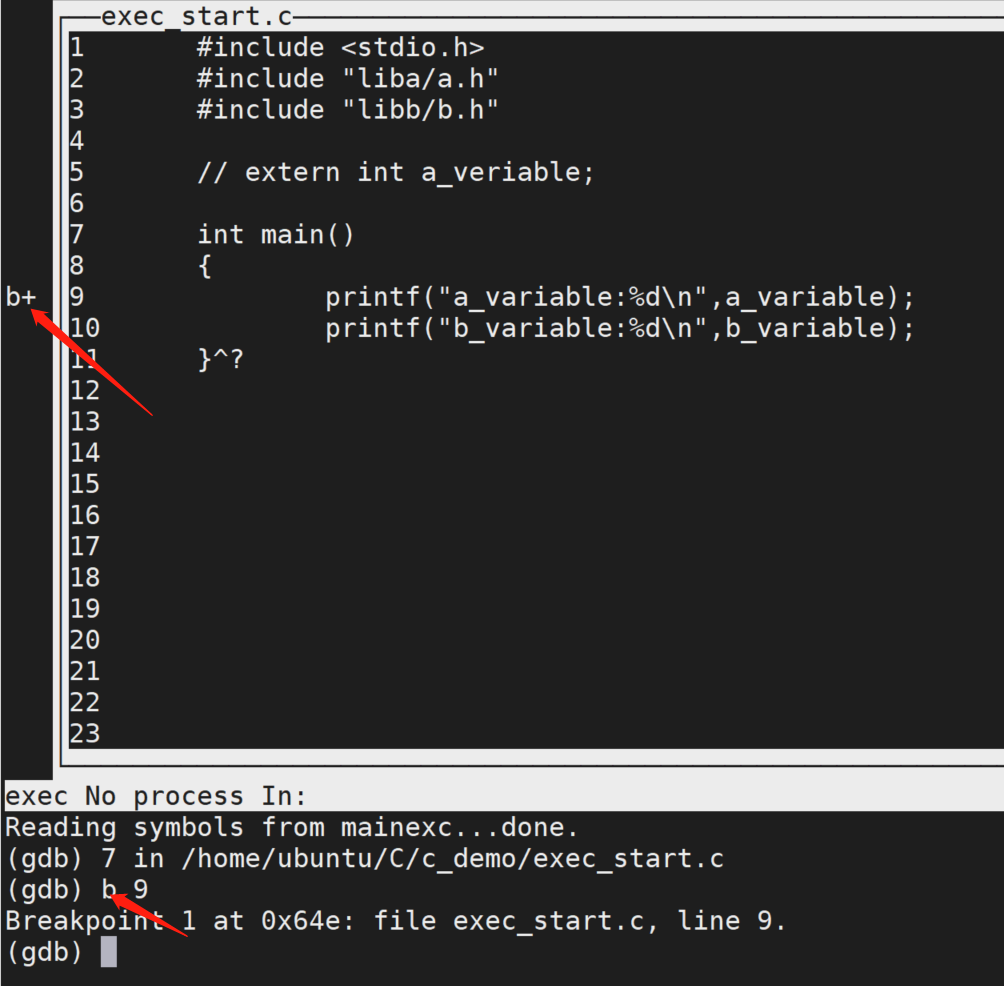 exec_start.c
1 #include <stdio.h>
2 #include "liba/a.h"
3 #include "libb/b.h"
4
5 // extern int a_veriable;
6
7 int main()
8 {
b+ 9 printf("a_variable:%d\n",a_variable);
10 printf("b_variable:%d\n",b_variable);
11 }^?
12
13
14
15
16
17
18
19
20
21
22
23
exec No process In:
Reading symbols from mainexc...done.
(gdb) 7 in /home/ubuntu/C/c_demo/exec_start.c
(gdb) b 9
Breakpoint 1 at 0x64e: file exec_start.c, line 9.
(gdb)